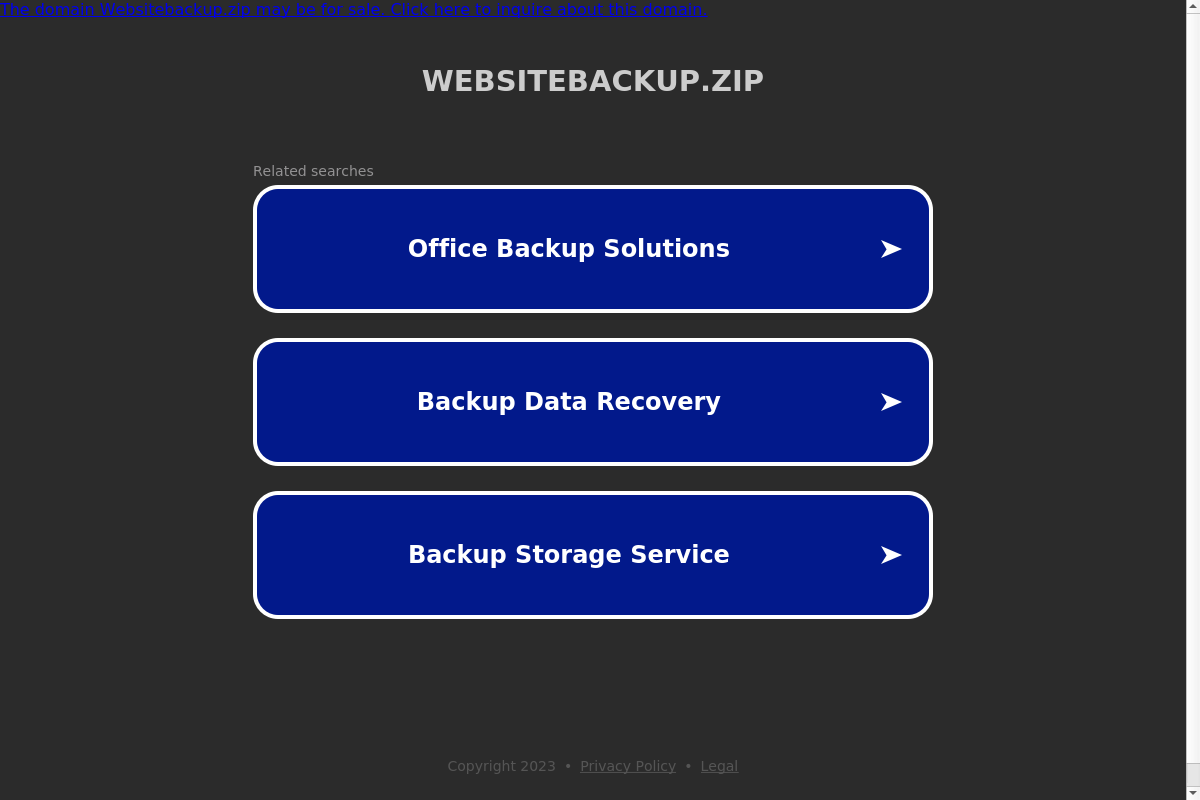 The domain Websitebackup.zip may be for sale. Click here to inquire about this domain.
WEBSITEBACKUP.ZIP
Related searches
Office Backup Solutions
Backup Data Recovery
Backup Storage Service
Copyright 2023 • Privacy Policy • Legal